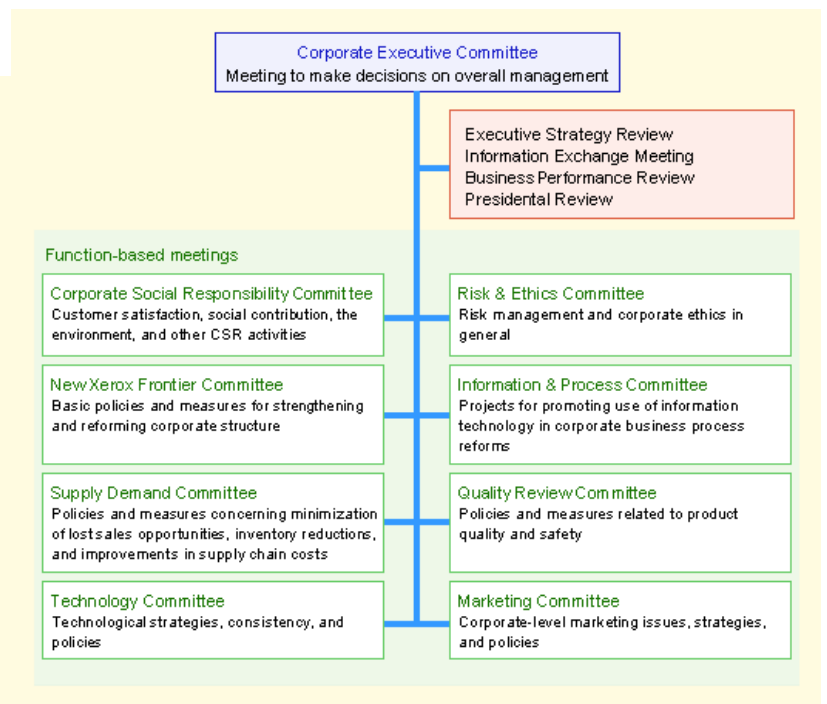 Corporate Executive Committee
Meeting to make decisions on overall management
Executive Strategy Review
Information Exchange Meeting
Business Performance Review
Presidental Review
Function-based meetings
Corporate Social Responsibility Committee
Customer satisfaction, social contribution, the
environment, and other CSR activities
Risk & Ethics Committee
Risk management and corporate ethics in
general
New Xerox Frontier Committee
Basic policies and measures for strengthening
and reforming corporate structure
Information & Process Committee
Projects for promoting use of information
technology in corporate business process
reforms
Supply Demand Committee
Policies and measures concerning minimization
of lost sales opportunities, inventory reductions,
and improvements in supply chain costs
Quality Review Committee
Policies and measures related to product
quality and safety
Technology Committee
Technological strategies, consistency, and
policies
Marketing Committee
Corporate-level marketing issues, strategies,
and policies